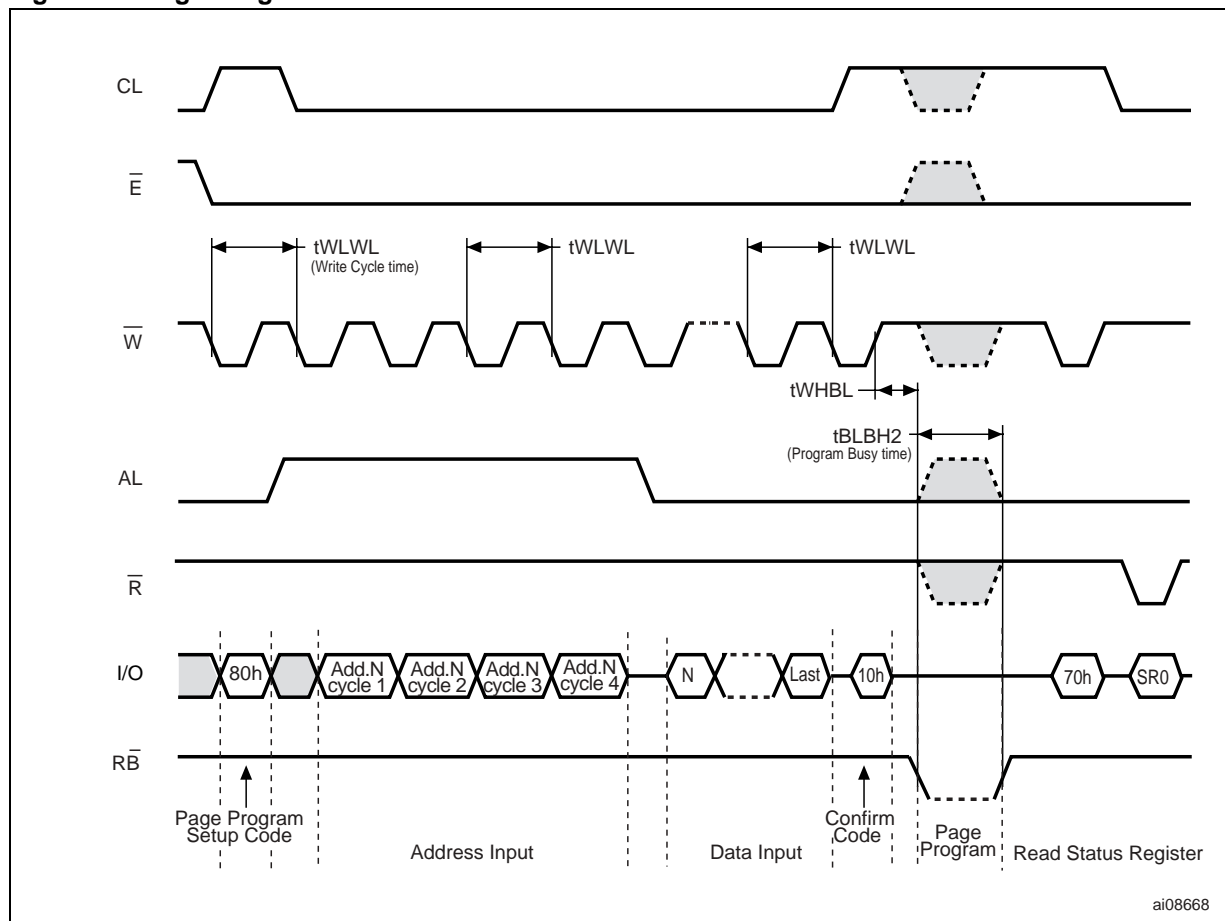 CL
E
tWLWL
(Write Cycle time)
tWLWL
tWLWL
W
tWHBL
tBLBH2
(Program Busy time)
AL
R
I/O
80h
Add.N
cycle 1
Add.N
cycle 2
Add.N
cycle 3
Add.N
cycle 4
N
Last
10h
70h
SR0
RB
Page Program
Setup Code
Address Input
Data Input
Confirm
Code
Page
Program
Read Status Register
ai08668